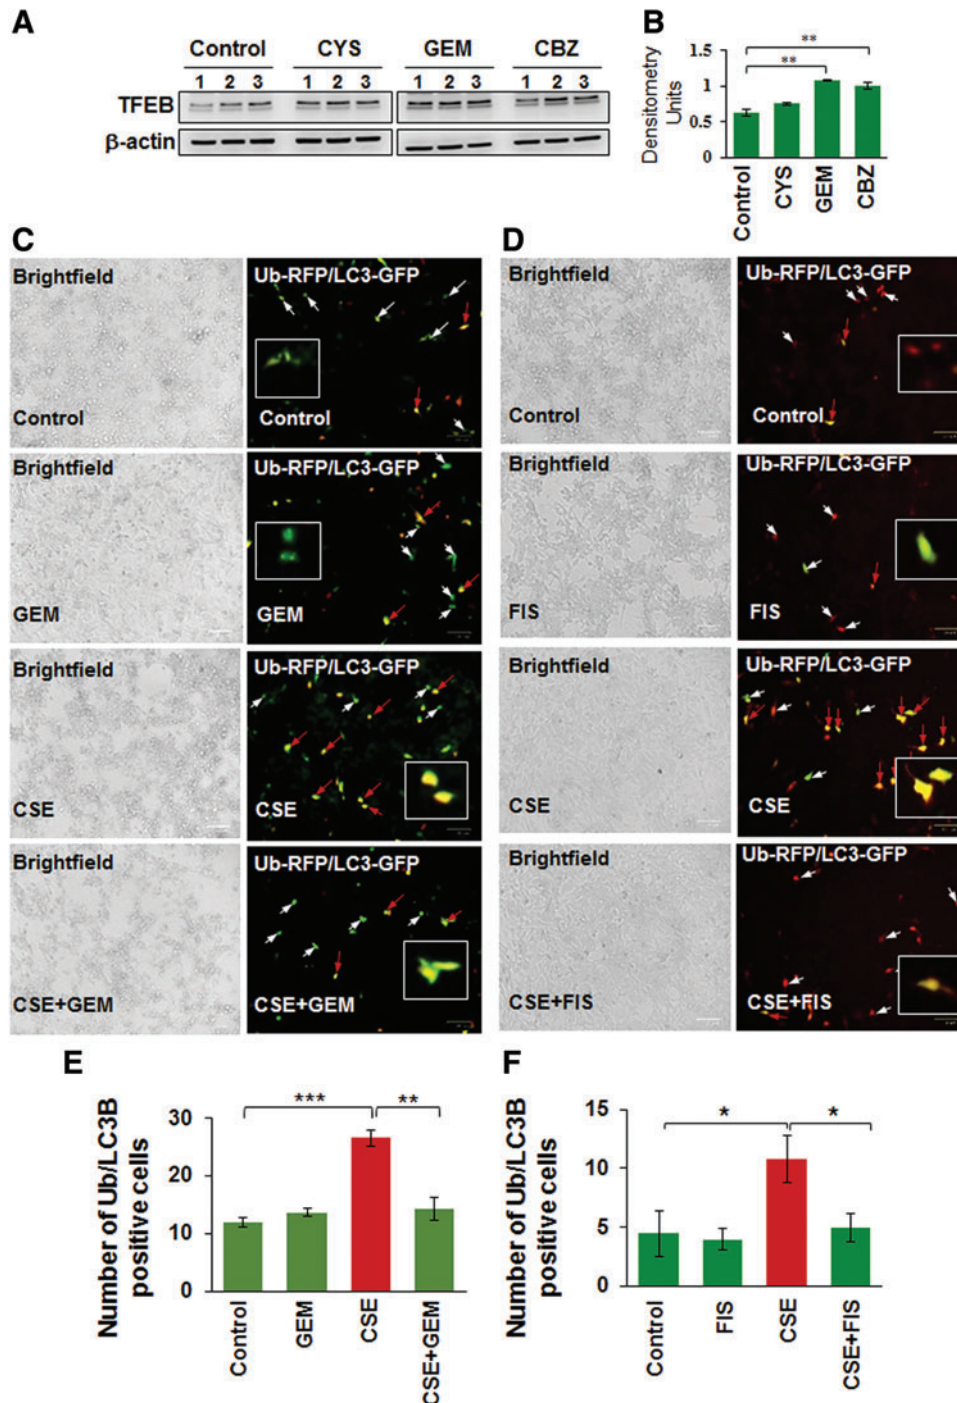 A
Control CYS GEM CBZ
1 2 3 1 2 3 1 2 3 1 2 3
TFEB
β-actin
B
** 
**
Densitometry
Units
1.5
1
0.5
0
Control
CYS
GEM
CBZ
C
Brightfield
Control
Ub-RFP/LC3-GFP
Control
Brightfield
GEM
Ub-RFP/LC3-GFP
GEM
Brightfield
CSE
Ub-RFP/LC3-GFP
CSE
Brightfield
CSE+GEM
Ub-RFP/LC3-GFP
CSE+GEM
D
Brightfield
Control
Ub-RFP/LC3-GFP
Control
Brightfield
FIS
Ub-RFP/LC3-GFP
FIS
Brightfield
CSE
Ub-RFP/LC3-GFP
CSE
Brightfield
CSE+FIS
Ub-RFP/LC3-GFP
CSE+FIS
E
Number of Ub/LC3B
positive cells
30
20
10
0
***
**
Control
GEM
CSE
CSE+GEM
F
Number of Ub/LC3B
positive cells
15
10
5
0
*
*
Control
FIS
CSE
CSE+FIS